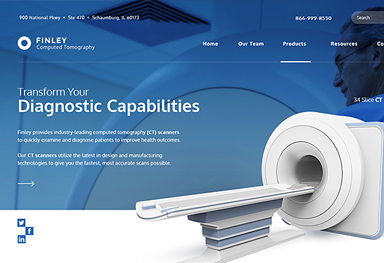 900 National Pkwy • Ste 470 • Schaumburg, IL 60173
866-999-8550
Search
FINLEY
Computed Tomography
Home
Our Team
Products
Resources
Co
Transform Your
Diagnostic Capabilities
34 Slice CT
Finley provides industry-leading computed tomography (CT) scanners
to quickly examine and diagnose patients to improve health outcomes.
Our CT scanners utilize the latest in design and manufacturing
technologies to give you the fastest, most accurate scans possible.